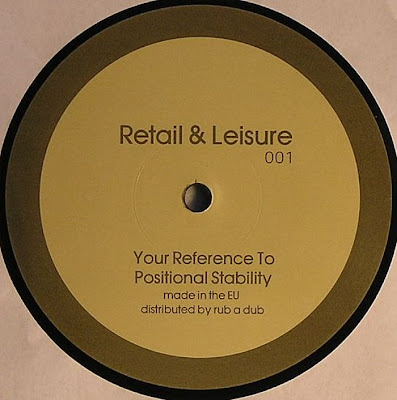 Retail & Leisure
001
Your Reference To
Positional Stability
made in the EU
distributed by rub a dub